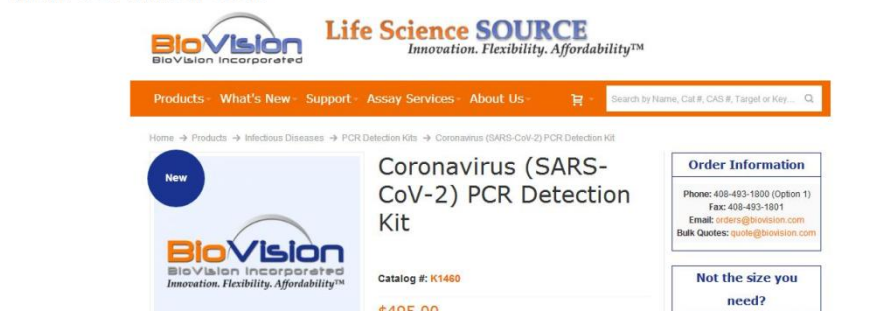 BioVision
BioVision Incorporated
Life Science SOURCE
Innovation. Flexibility. Affordability™
Products What's New Support Assay Services About Us
Search by Name, Cat #, CAS #, Target or Key...
Home → Products → Infectious Diseases → PCR Detection Kits → Coronavirus (SARS-CoV-2) PCR Detection Kit
New
BioVision
BioVision Incorporated
Innovation. Flexibility. Affordability™
Coronavirus (SARS-
CoV-2) PCR Detection
Kit
Catalog #: K1460
$495.00
Order Information
Phone: 408-493-1800 (Option 1)
Fax: 408-493-1801
Email: orders@biovision.com
Bulk Quotes: quote@biovision.com
Not the size you
need?